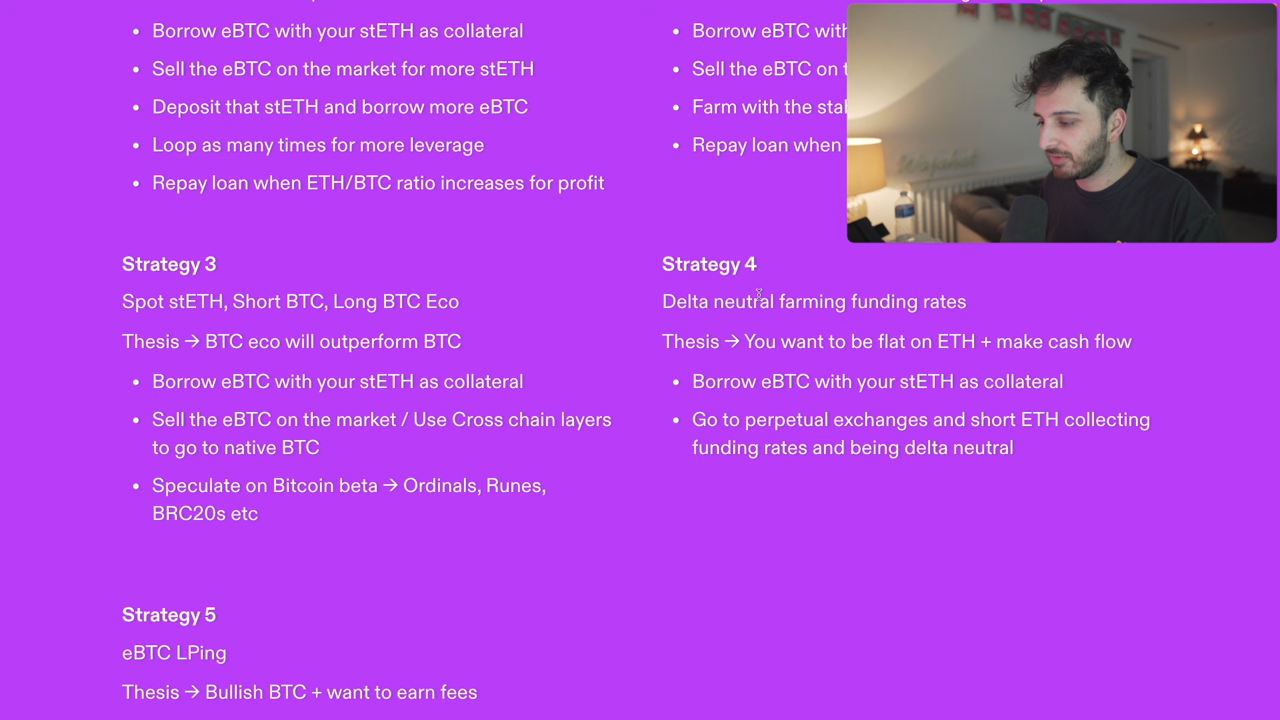 Borrow eBTC with your stETH as collateral
Sell the eBTC on the market for more stETH
Deposit that stETH and borrow more eBTC
Loop as many times for more leverage
Repay loan when ETH/BTC ratio increases for profit
Borrow eBTC with
Sell the eBTC on
Farm with the
Repay loan when
Strategy 3
Spot stETH, Short BTC, Long BTC Eco
Thesis → BTC eco will outperform BTC
Borrow eBTC with your stETH as collateral
Sell the eBTC on the market / Use Cross chain layers
to go to native BTC
Speculate on Bitcoin beta → Ordinals, Runes,
BRC20s etc
Strategy 4
Delta neutral farming funding rates
Thesis → You want to be flat on ETH + make cash flow
Borrow eBTC with your stETH as collateral
Go to perpetual exchanges and short ETH collecting
funding rates and being delta neutral
Strategy 5
eBTC LPing
Thesis → Bullish BTC + want to earn fees